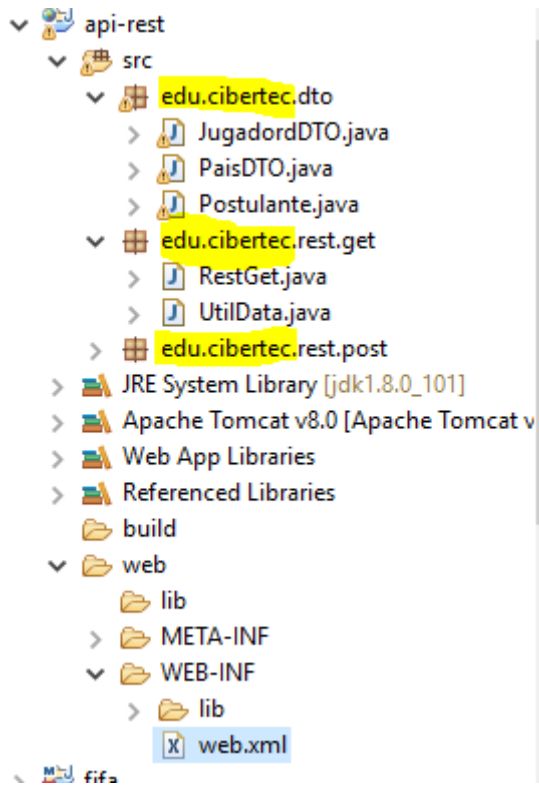 api-rest
src
edu.cibertec.dto
JugadordDTO.java
PaisDTO.java
Postulante.java
edu.cibertec.rest.get
RestGet.java
UtilData.java
edu.cibertec.rest.post
JRE System Library [jdk1.8.0_101]
Apache Tomcat v8.0 [Apache Tomcat v
Web App Libraries
Referenced Libraries
build
web
lib
META-INF
WEB-INF
lib
web.xml
fifa